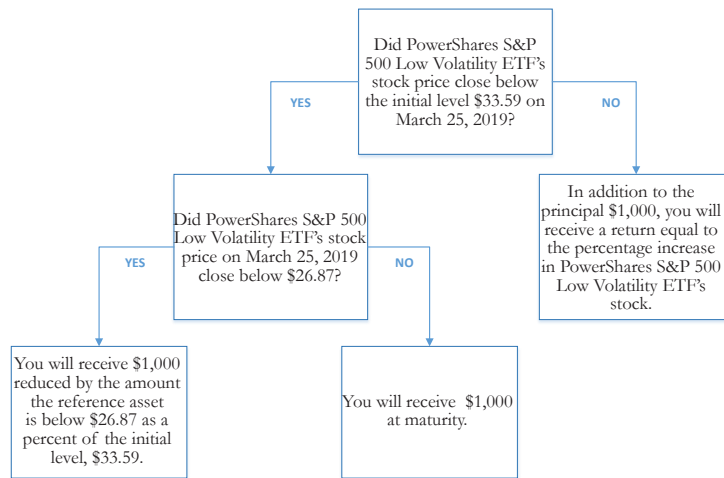 Did PowerShares S&P
500 Low Volatility ETF's
stock price close below
the initial level $33.59 on
March 25, 2019?
YES
NO
Did PowerShares S&P 500
Low Volatility ETF's stock
price on March 25, 2019
close below $26.87?
In addition to the
principal $1,000, you will
receive a return equal to
the percentage increase
in PowerShares S&P 500
Low Volatility ETF's
stock.
YES
NO
You will receive $1,000
reduced by the amount
the reference asset
is below $26.87 as a
percent of the initial
level, $33.59.
You will receive $1,000
at maturity.